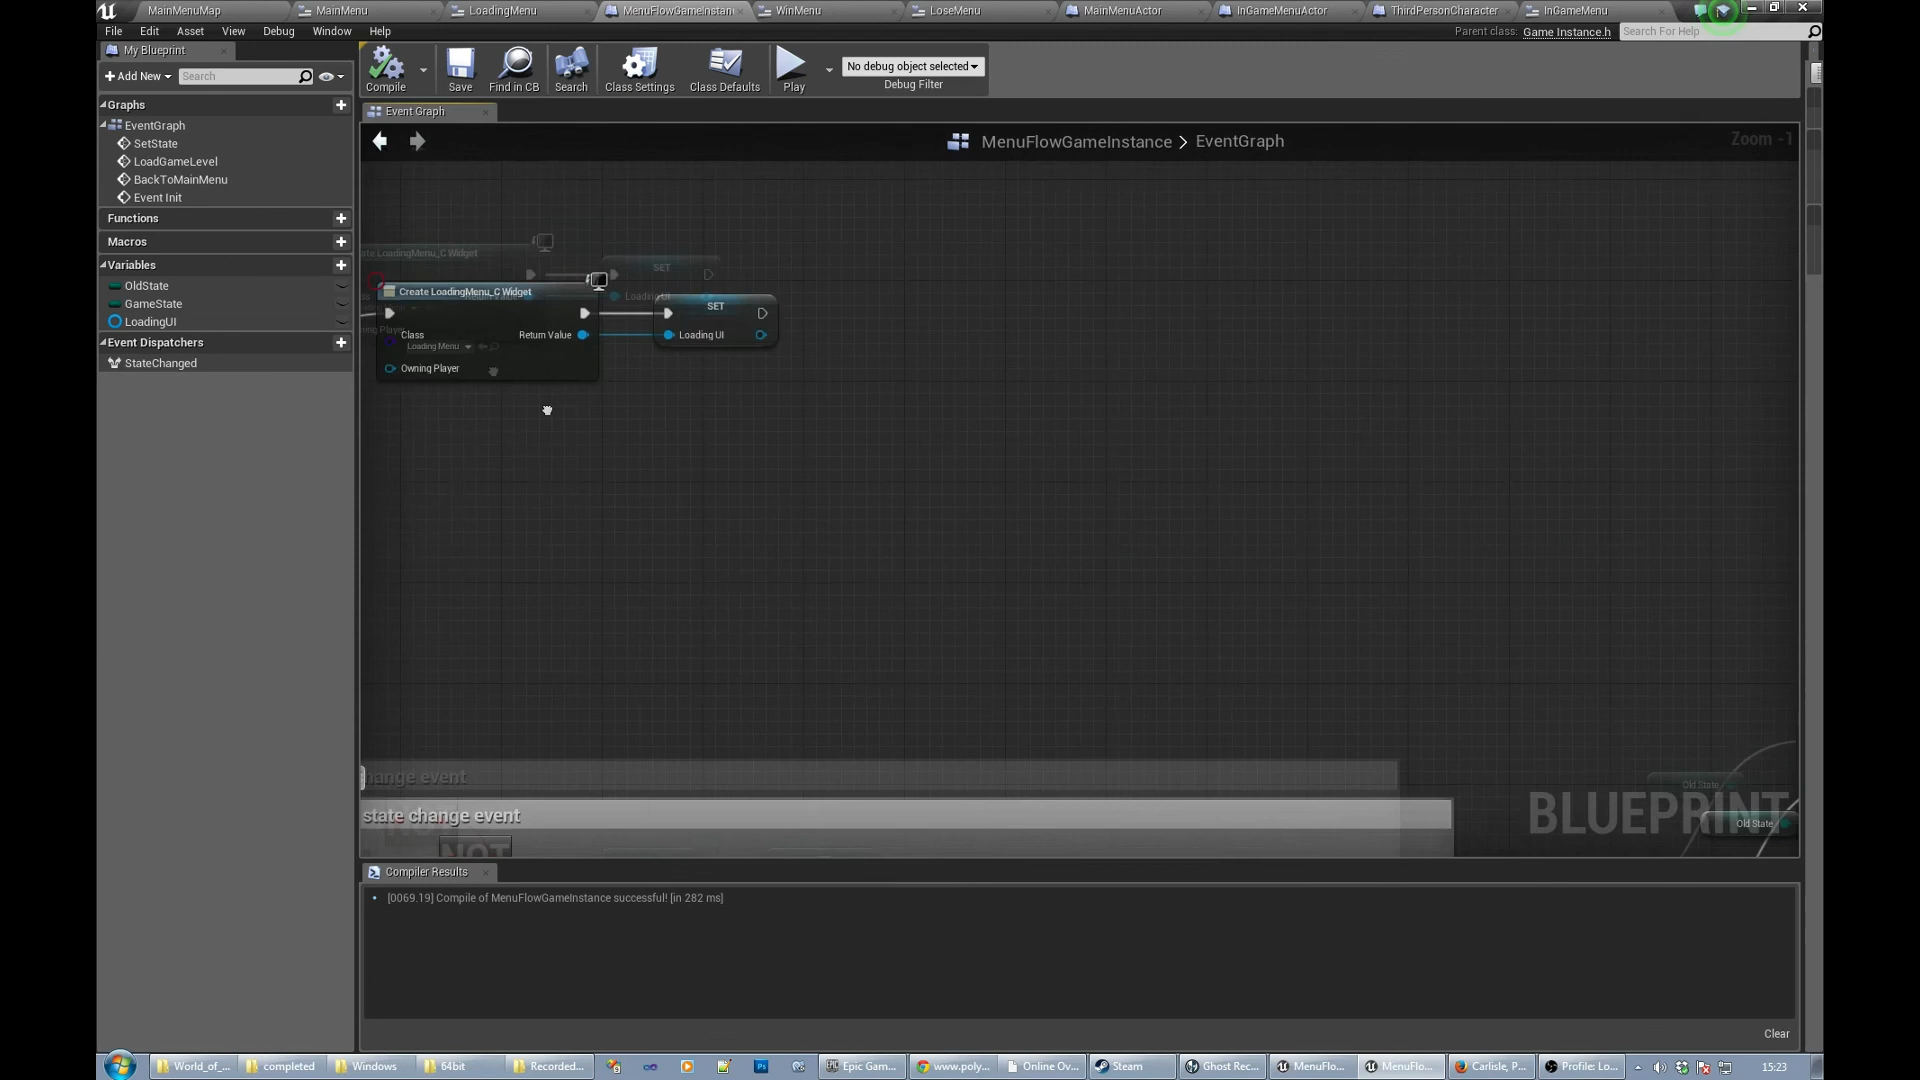 MainMenuMap
MainMenu
LoadingMenu
MenuFlowGameInstanc
WinMenu
LoseMenu
MainMenuActor
InGameMenuActor
ThirdPersonCharacter
InGameMenu
File Edit Asset View Debug Window Help
Parent class: Game Instance.h
Search For Help
My Blueprint
Add New
Search
Compile
Save
Find in CB
Search
Class Settings
Class Defaults
Play
No debug object selected
Debug Filter
Graphs
EventGraph
SetState
LoadGameLevel
BackToMainMenu
Event Init
Functions
Macros
Variables
OldState
GameState
LoadingUI
Event Dispatchers
StateChanged
Event Graph
MenuFlowGameInstance > EventGraph
Zoom -1
ate LoadingMenu_C Widget
SET
Create LoadingMenu_C Widget
SET
Class
Return Value
Loading UI
Loading Menu
Owning Player
hange event
state change event
NOT
Old State
Old State
BLUEPRINT
Compiler Results
[0069.19] Compile of MenuFlowGameInstance successful! [in 282 ms]
Clear
World_of_...
completed
Windows
64bit
Recorded...
Epic Gam...
www.poly...
Online Ov...
Steam
Ghost Rec...
MenuFlo...
MenuFlo...
Carlisle, P...
Profile: Lo...
15:23